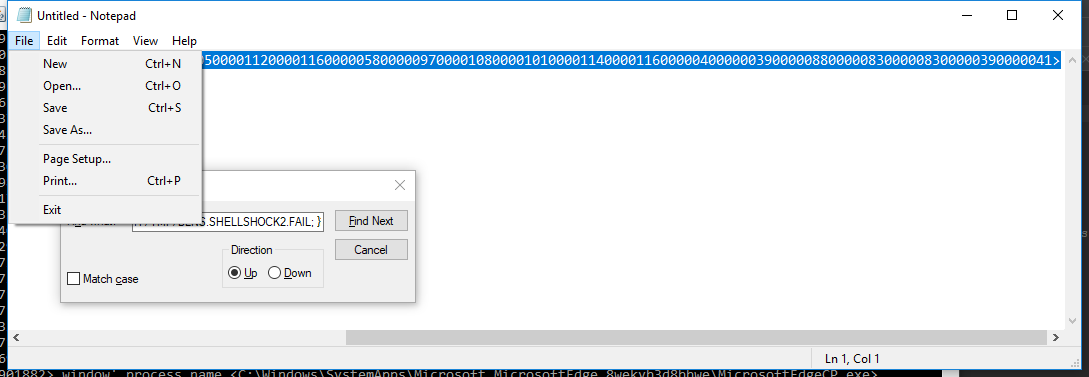 Untitled - Notepad
File Edit Format View Help
5000011200001160000058000009700001080000101000011400001160000040000003900000880000083000008300000390000041>
New Ctrl+N
Open... Ctrl+O
Save Ctrl+S
Save As...
Page Setup...
Print... Ctrl+P
Exit
.SHELLSHOCK2.FAIL; }
Find Next
Cancel
Direction
Up Down
Match case
Ln 1, Col 1
901882> window' process name <C:\Windows\SystemApps\Microsoft.MicrosoftEdge_8wekyb3d8bbwe\MicrosoftEdgeCP.exe>